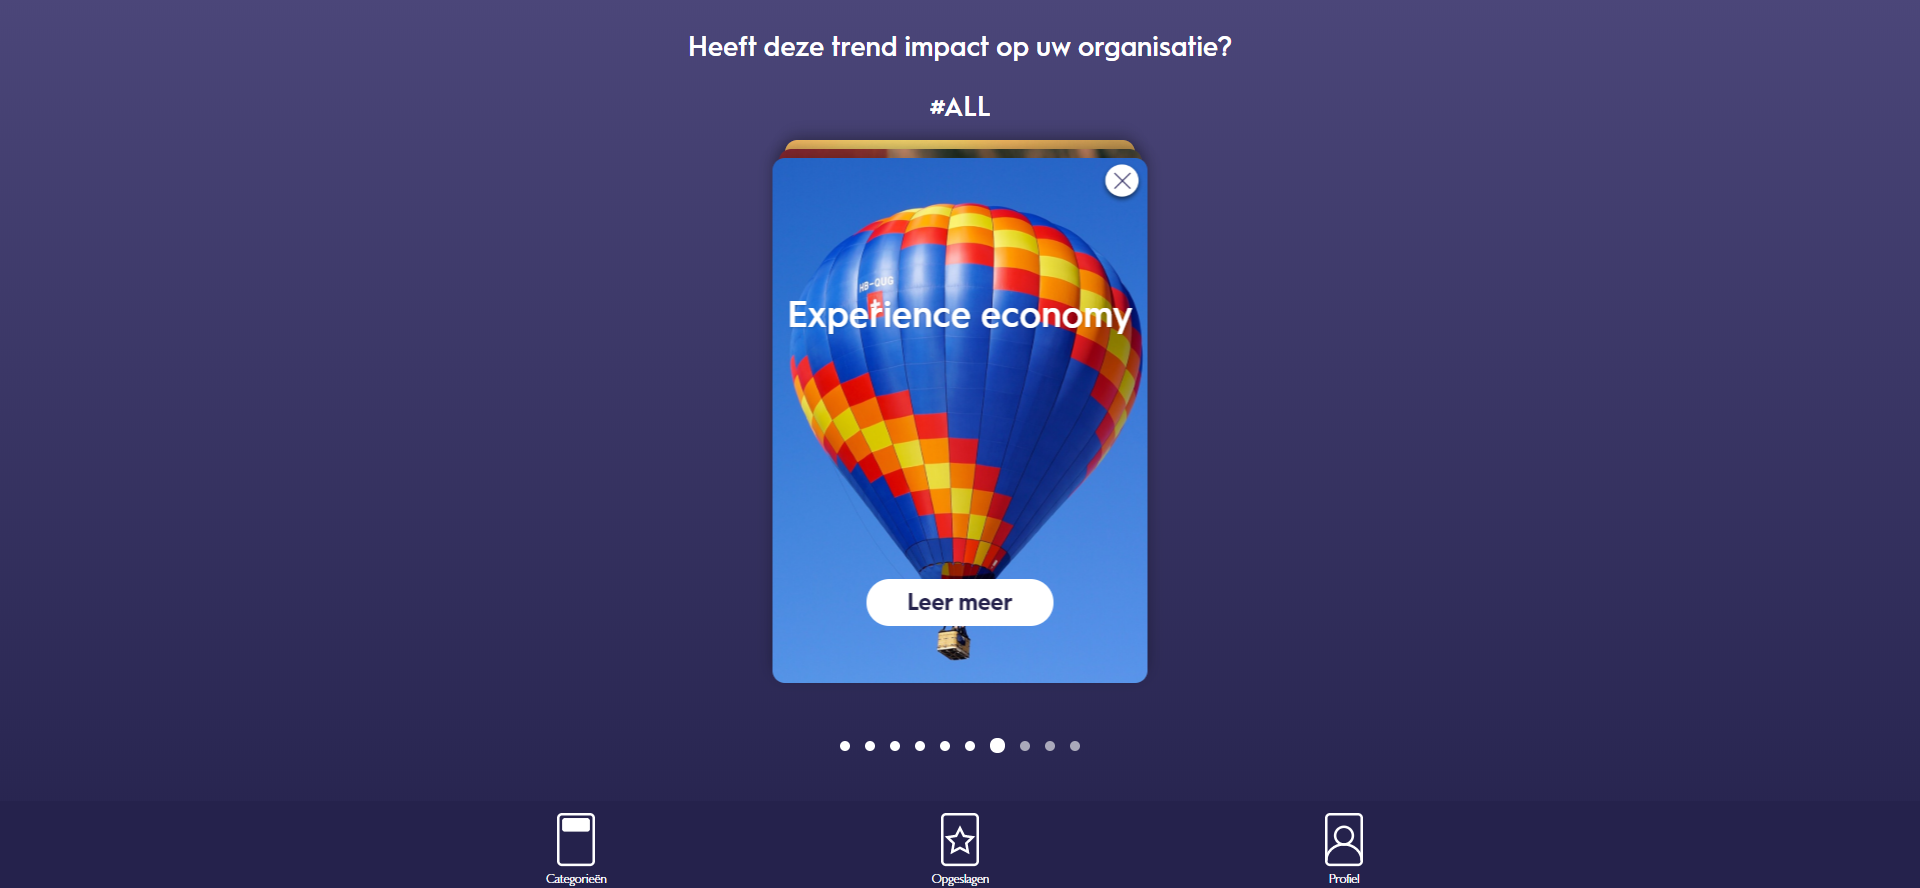 Heeft deze trend impact op uw organisatie?
#ALL
HB-QUG
Experience economy
Leer meer
Categorieën
Opgeslagen
Profiel